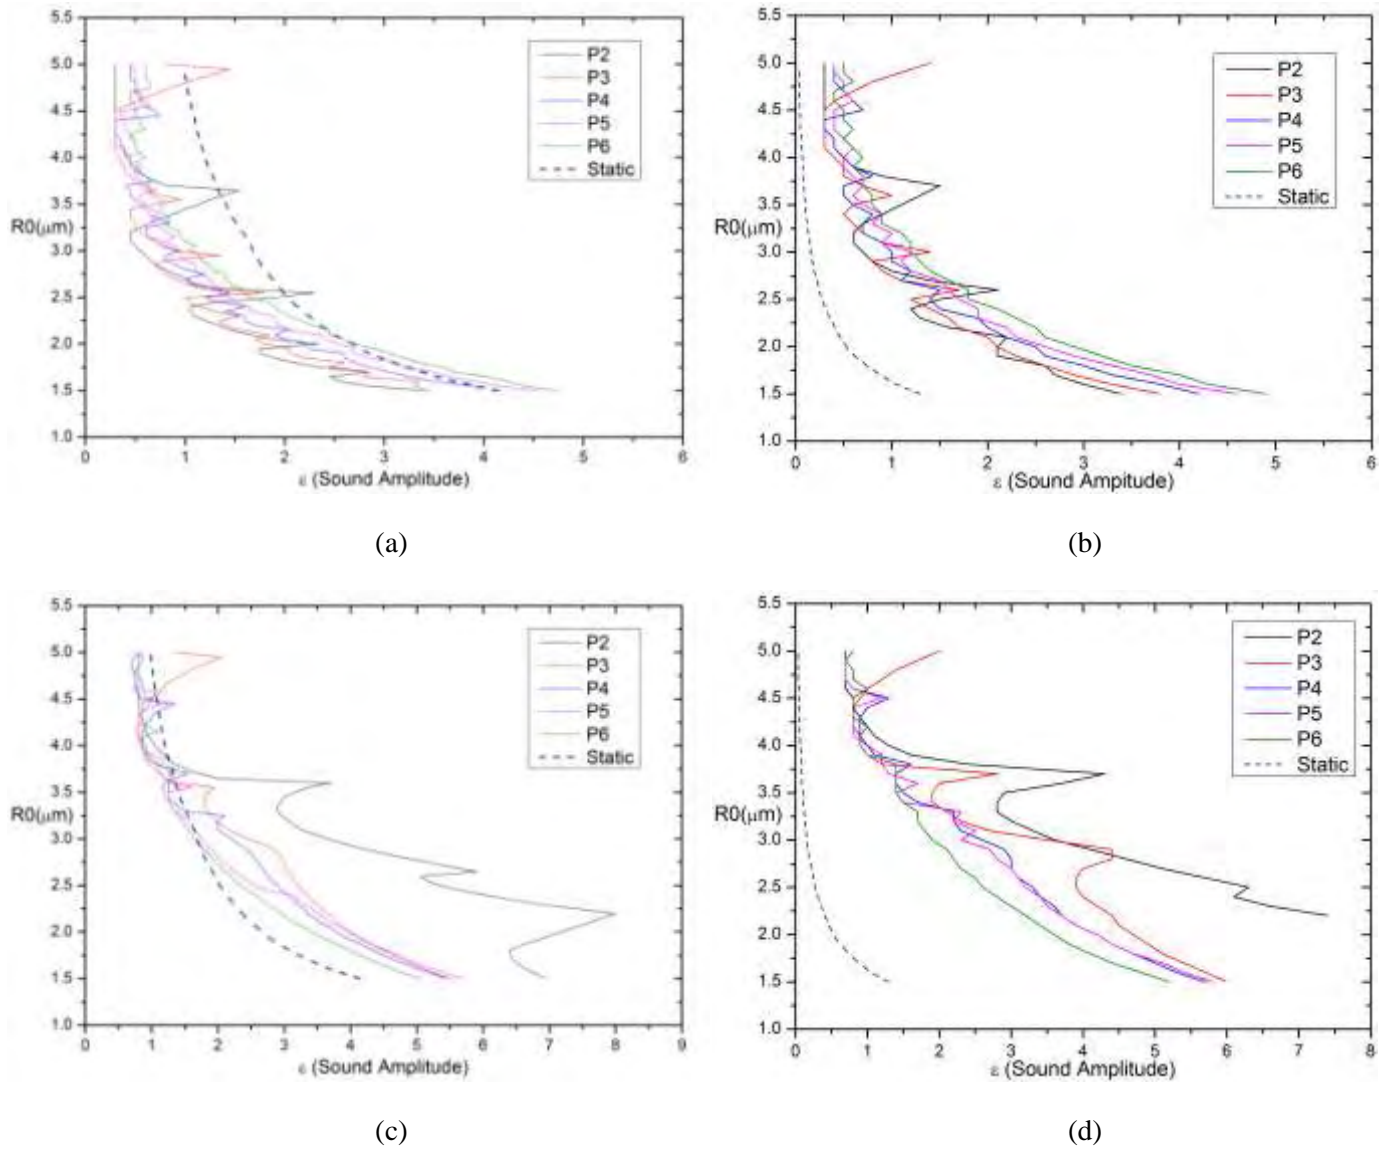 5.5
5.0
4.5
4.0
3.5
R0(μm)
3.0
2.5
2.0
1.5
1.0
P2
P3
P4
P5
P6
Static
0 1 2 3 4 5 6
ε (Sound Amplitude)
(a)
5.5
5.0
4.5
4.0
3.5
R0(μm)
3.0
2.5
2.0
1.5
1.0
P2
P3
P4
P5
P6
Static
0 1 2 3 4 5 6
ε (Sound Ampitude)
(b)
5.5
5.0
4.5
4.0
3.5
R0(μm)
3.0
2.5
2.0
1.5
1.0
P2
P3
P4
P5
P6
Static
0 1 2 3 4 5 6 7 8 9
ε (Sound Amplitude)
(c)
5.5
5.0
4.5
4.0
3.5
R0(μm)
3.0
2.5
2.0
1.5
1.0
P2
P3
P4
P5
P6
Static
0 1 2 3 4 5 6 7 8
ε (Sound Amplitude)
(d)